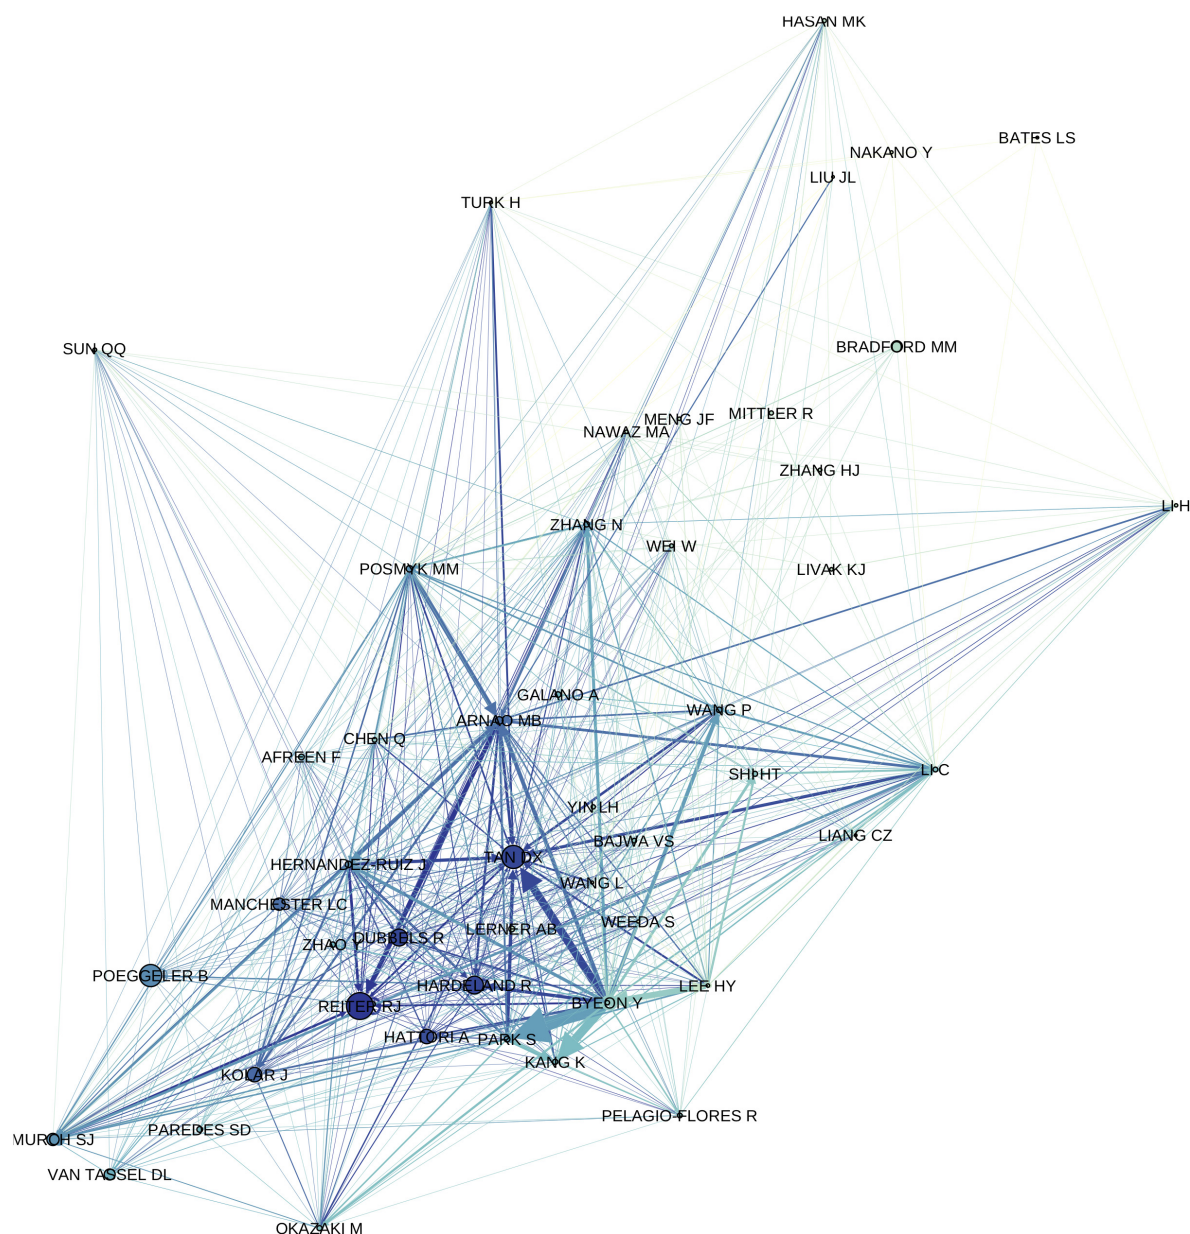 HASAN MK
BATES LS
NAKANO Y
LIU JL
TURK H
BRADFORD MM
SUN QQ
MITTLER R
MENG JF
NAWAZ MA
ZHANG HJ
LI H
ZHANG N
WEI W
POSMYK MM
LIVAK KJ
GALANO A
WANG P
ARNAO MB
CHEN Q
AFREEN F
LI C
SHI HT
YIN LH
LIANG CZ
BAJWA VS
TAN DX
HERNANDEZ-RUIZ J
WANG L
MANCHESTER LC
WEEDA S
LERNER AB
DUBBELS R
ZHAO Y
POEGGELER B
HARDELAND R
LEE HY
BYEON Y
REITER RJ
HATTORI A
PARK S
KANG K
KOLAR J
PELAGIO-FLORES R
PAREDES SD
MURCH SJ
VAN TASSEL DL
OKAZAKI M